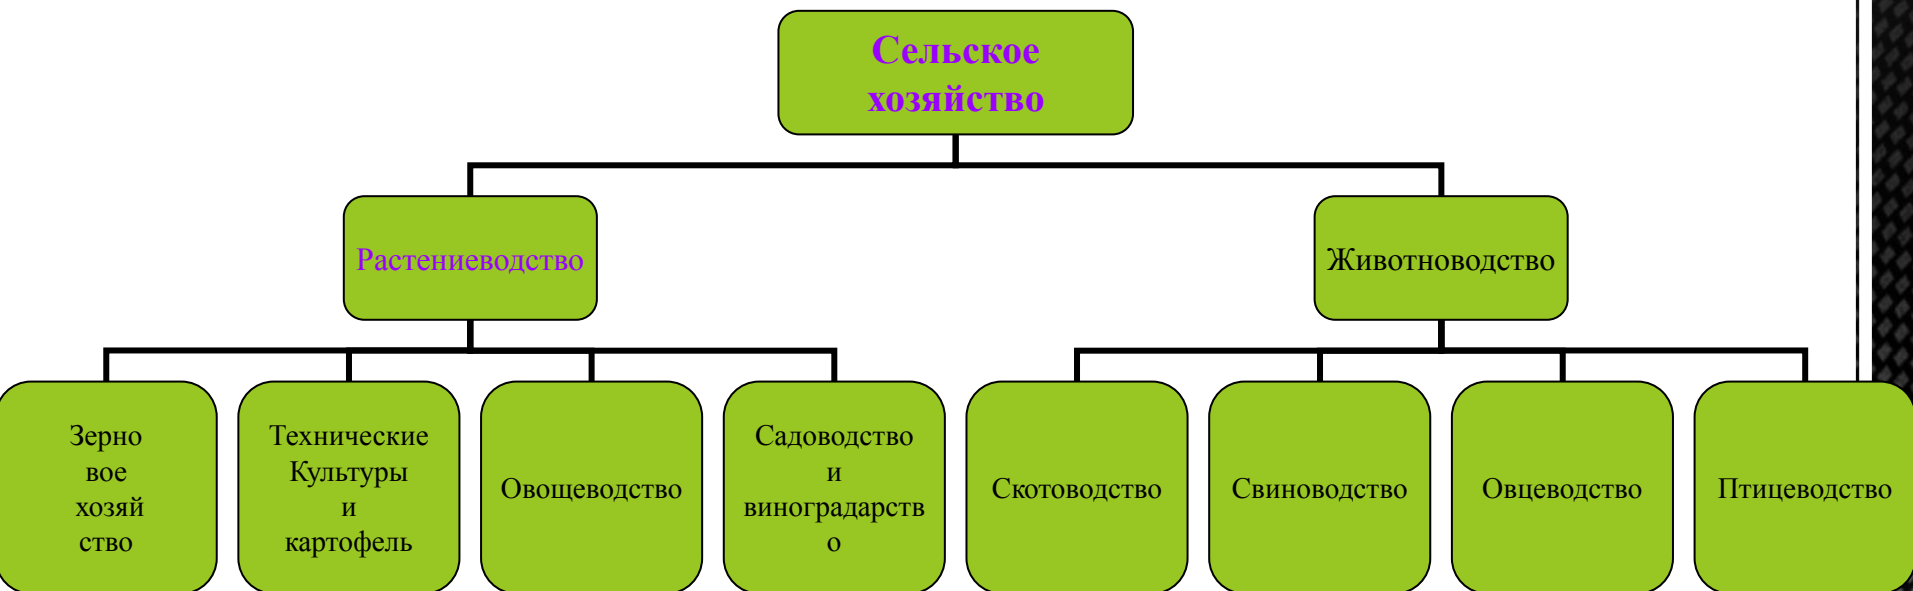 Сельское
хозяйство
Растениеводство
Животноводство
Зерно
вое
хозяй
ство
Технические
Культуры
и
картофель
Овощеводство
Садоводство
и
виноградарств
о
Скотоводство
Свиноводство
Овцеводство
Птицеводство